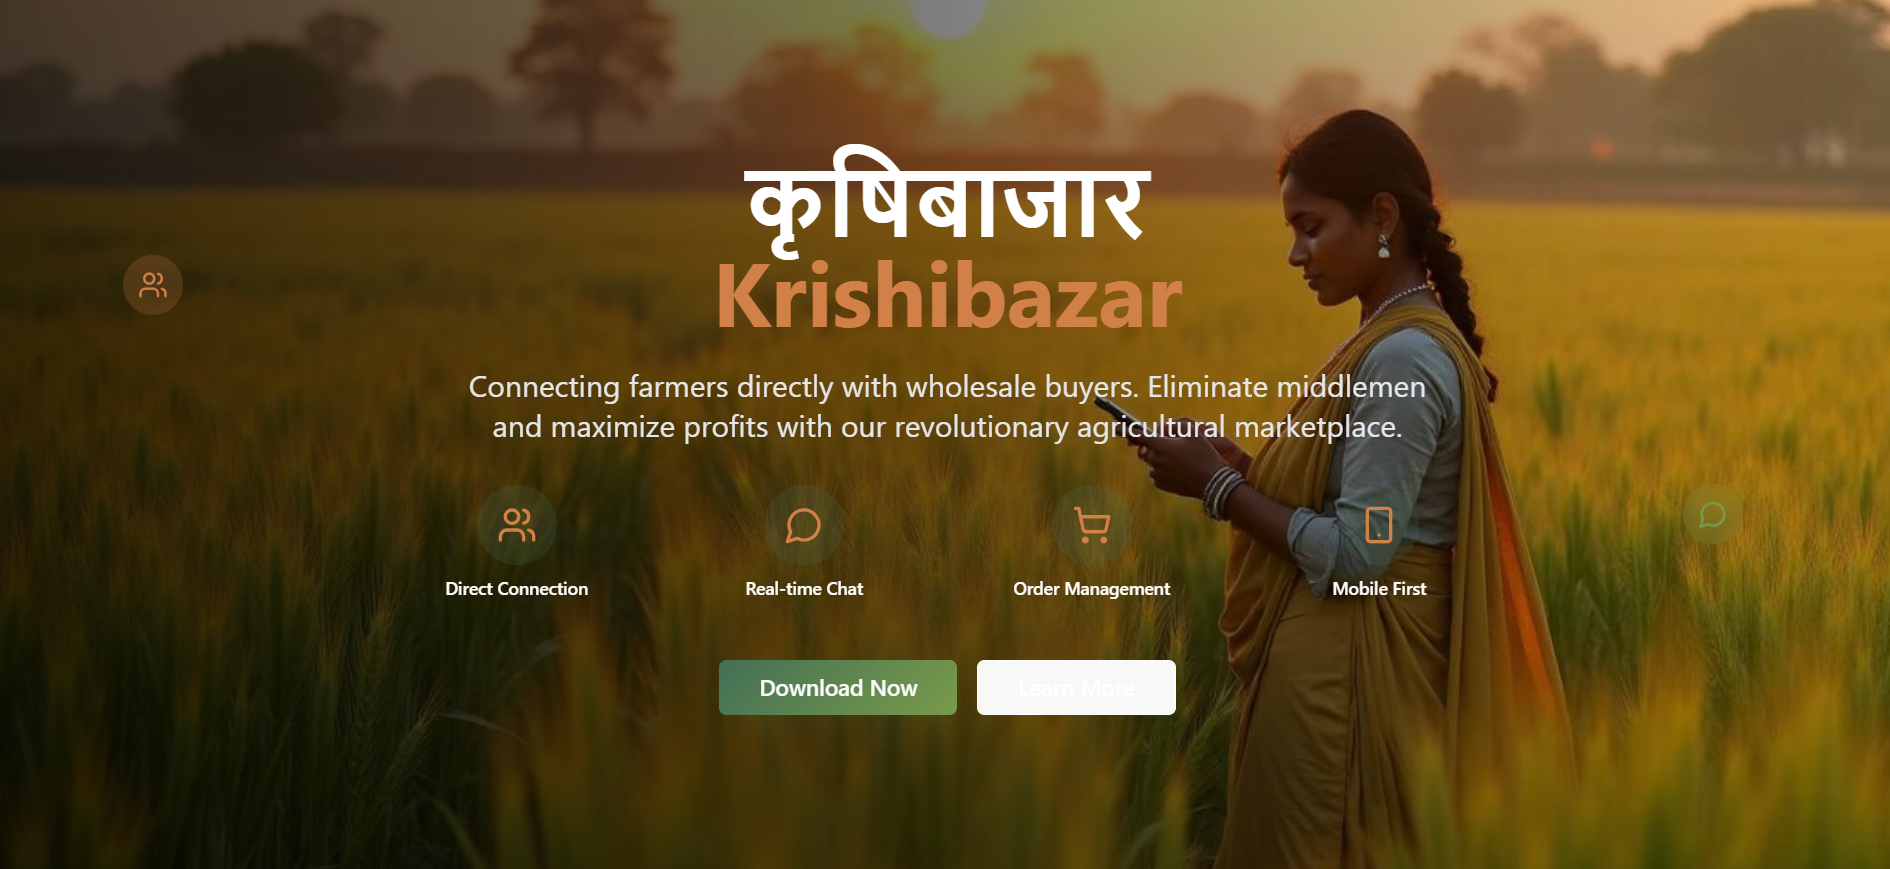 कृषिबाजार
Krishibazar
Connecting farmers directly with wholesale buyers. Eliminate middlemen
and maximize profits with our revolutionary agricultural marketplace.
Direct Connection
Real-time Chat
Order Management
Mobile First
Download Now
Learn More